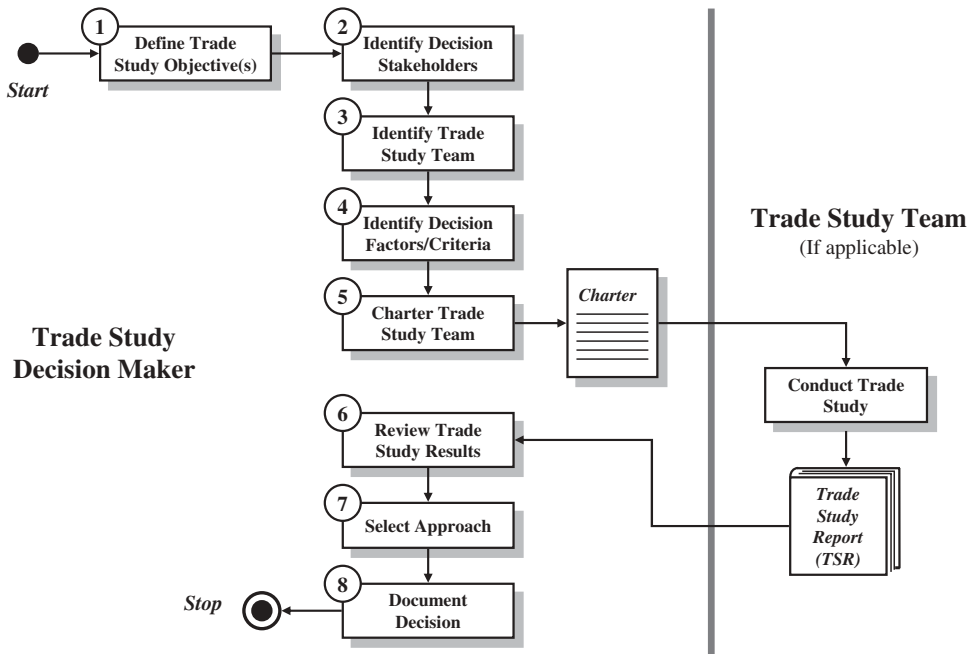 1
Define Trade
Study Objective(s)
Start
2
Identify Decision
Stakeholders
3
Identify Trade
Study Team
4
Identify Decision
Factors/Criteria
5
Charter Trade
Study Team
Charter
Trade Study Team
(If applicable)
Trade Study
Decision Maker
Conduct Trade
Study
Trade
Study
Report
(TSR)
6
Review Trade
Study Results
7
Select Approach
8
Document
Decision
Stop